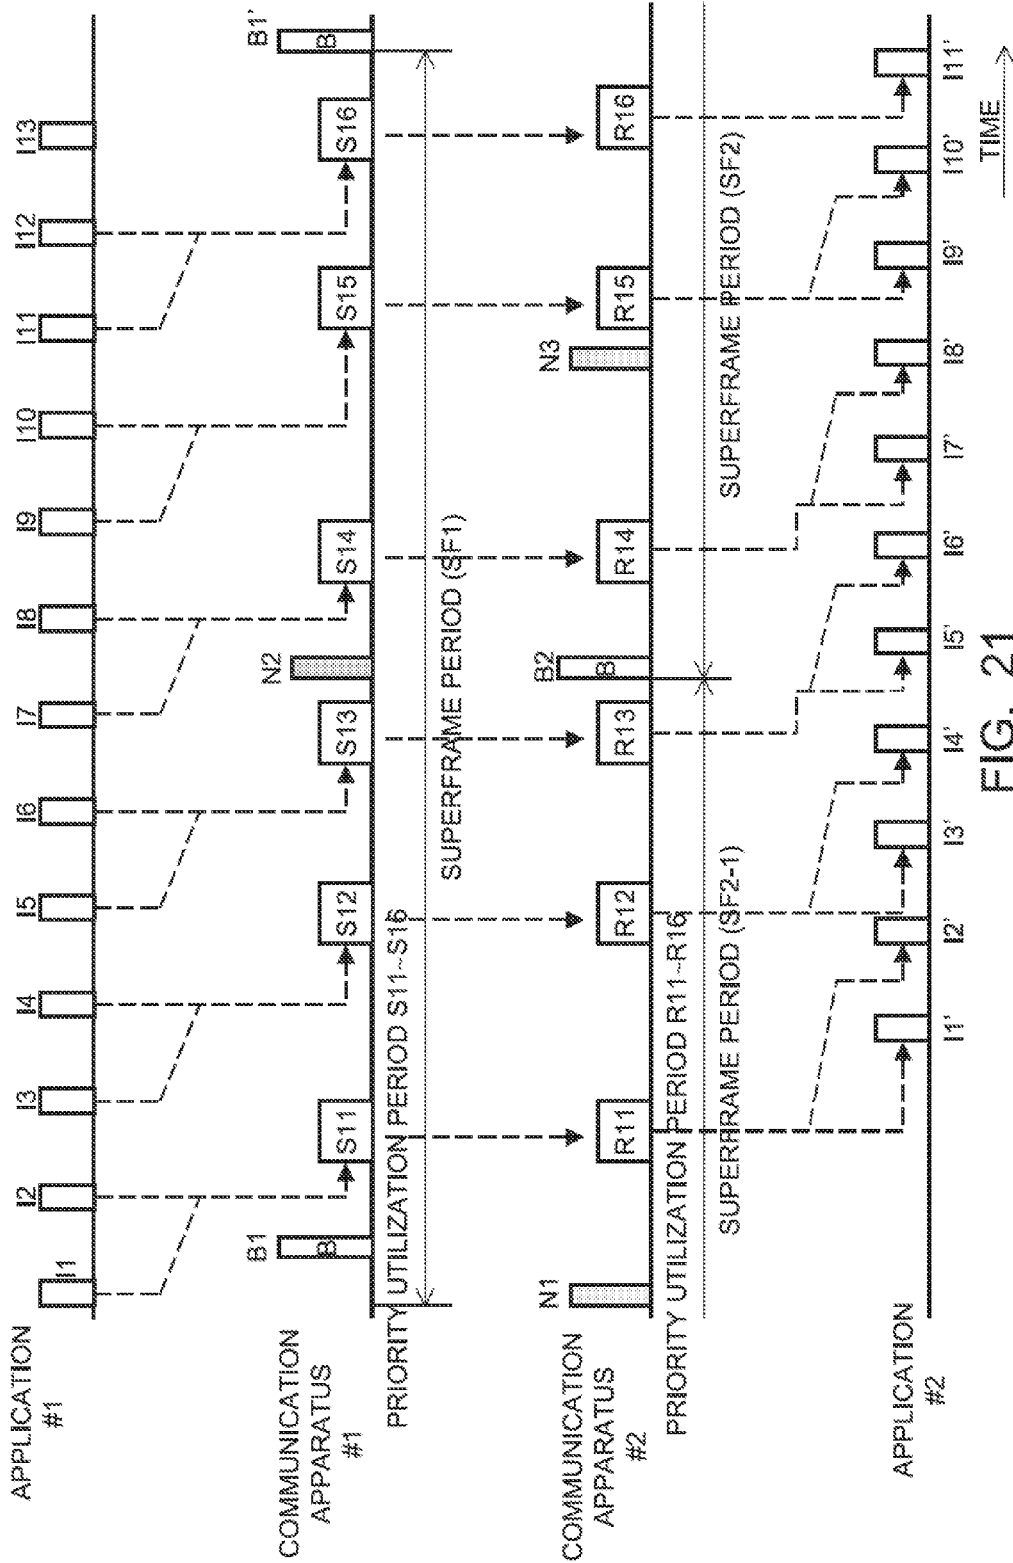 APPLICATION
#1
I1
I2
I3
I4
I5
I6
I7
I8
I9
I10
I11
I12
I13
COMMUNICATION
APPARATUS
#1
B1
B
S11
S12
S13
N2
S14
S15
S16
B1'
B
PRIORITY UTILIZATION PERIOD S11~S16
SUPERFRAME PERIOD (SF1)
COMMUNICATION
APPARATUS
#2
N1
R11
R12
R13
B2
B
R14
N3
R15
R16
PRIORITY UTILIZATION PERIOD R11~R16
SUPERFRAME PERIOD (SF2-1)
SUPERFRAME PERIOD (SF2)
APPLICATION
#2
I1'
I2'
I3'
I4'
I5'
I6'
I7'
I8'
I9'
I10'
I11'
TIME
FIG. 21